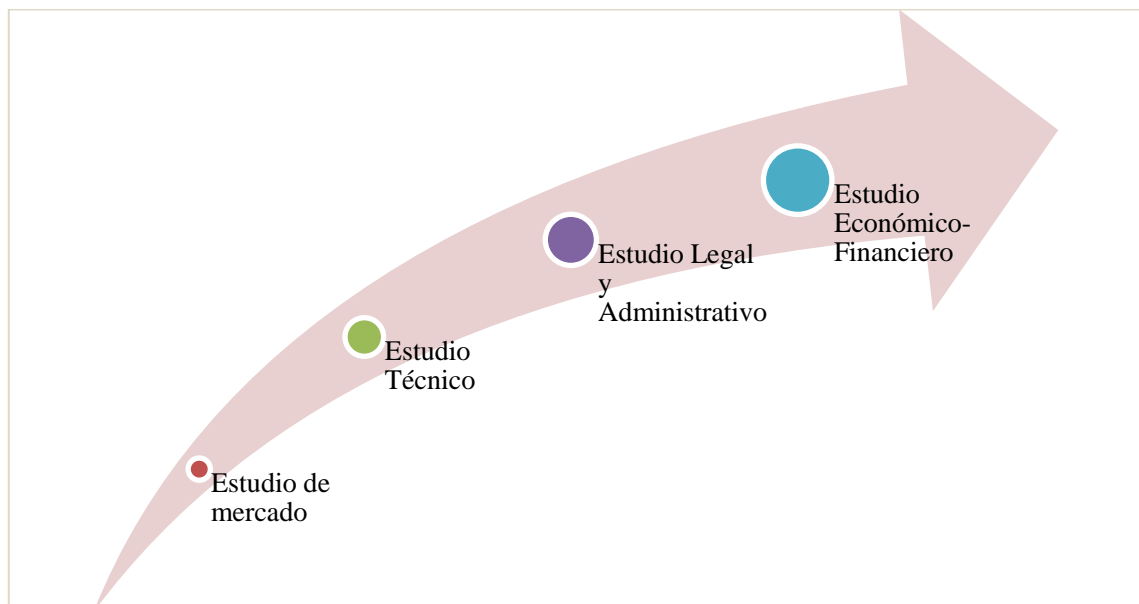 Estudio de
mercado
Estudio
Técnico
Estudio Legal
y
Administrativo
Estudio
Económico-
Financiero